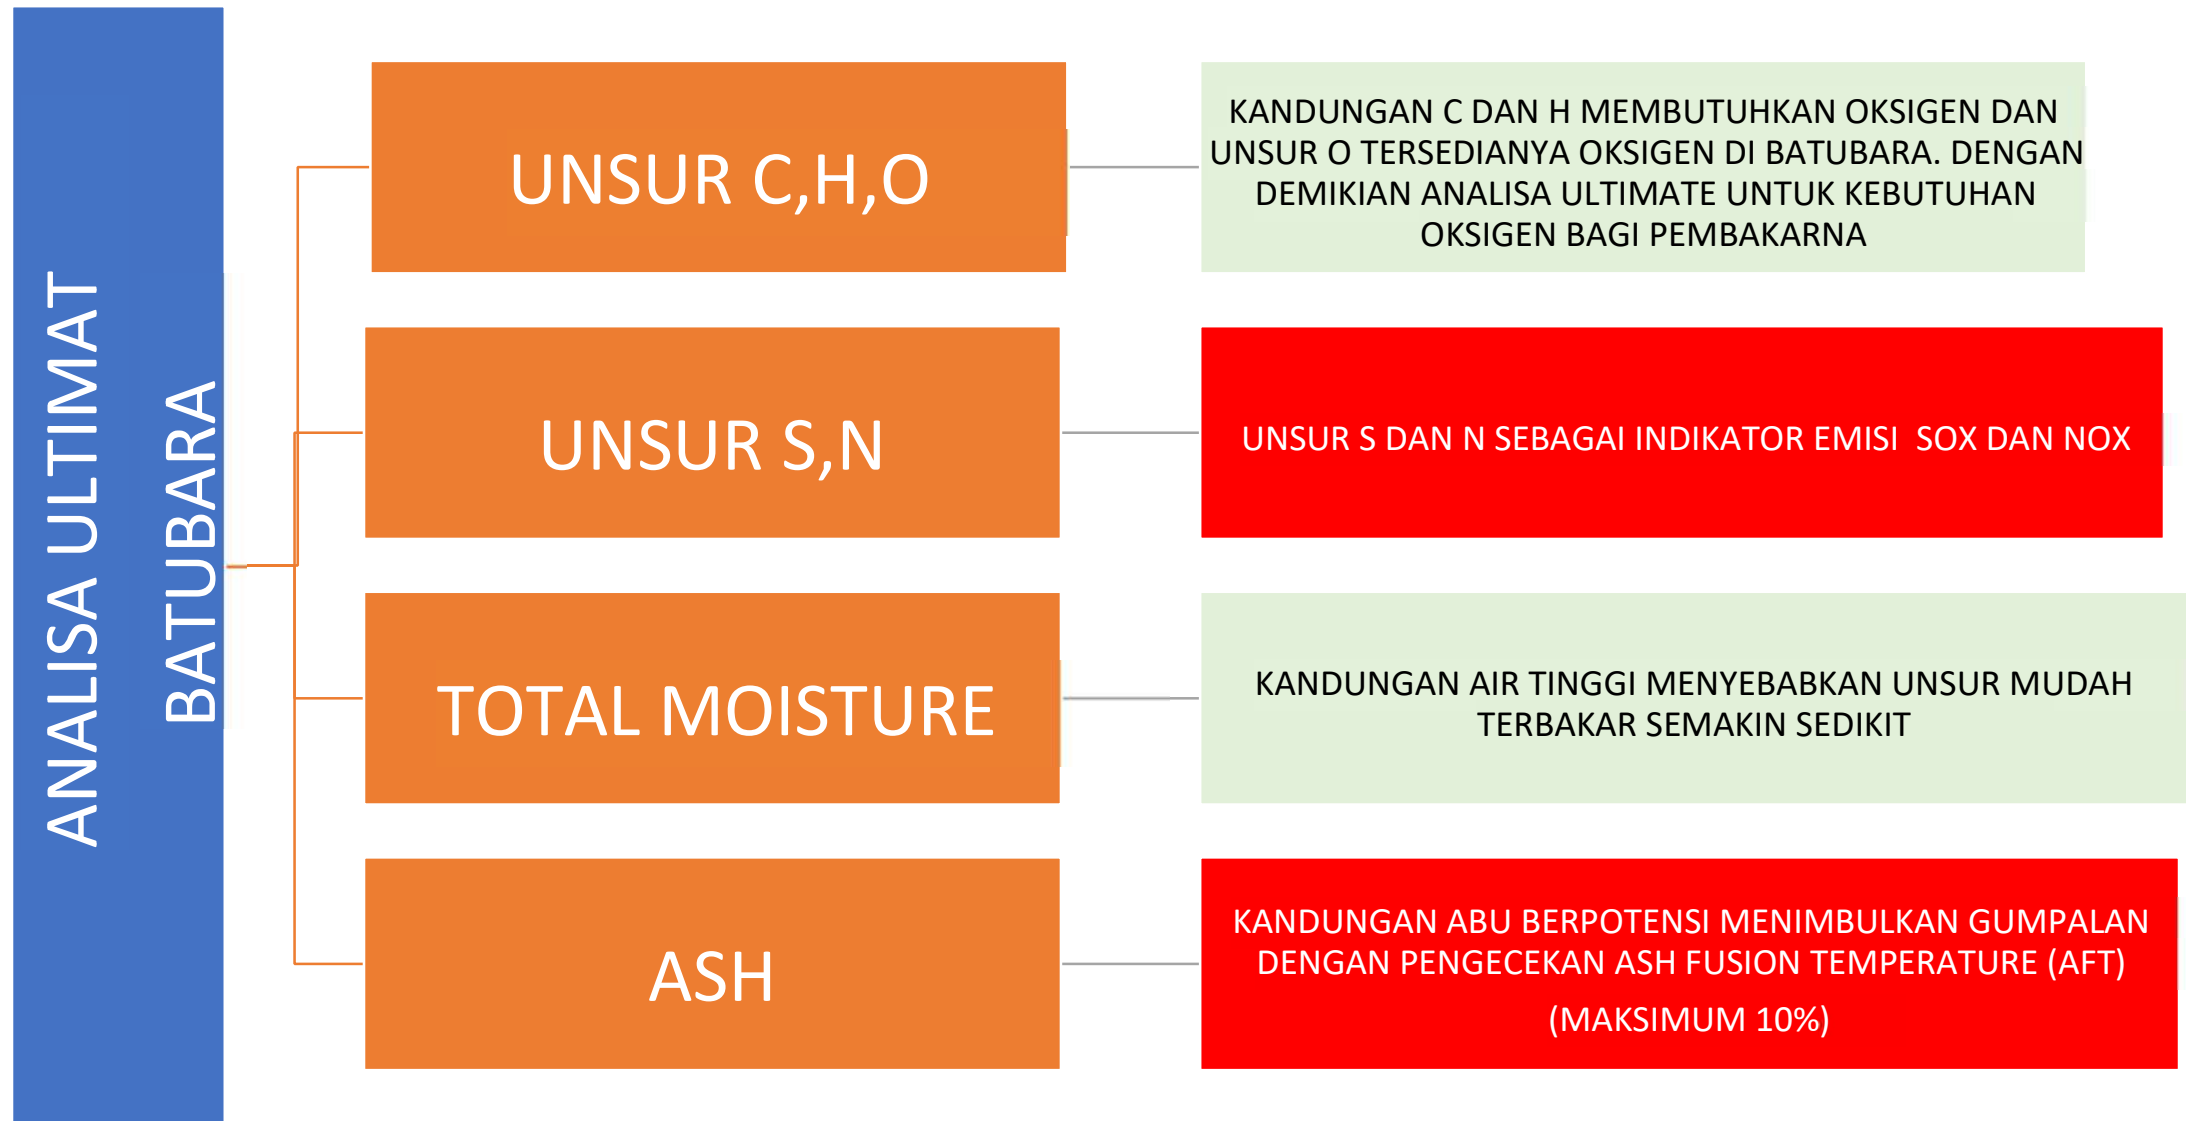 ANALISA ULTIMAT
BATUBARA
UNSUR C,H,O
KANDUNGAN C DAN H MEMBUTUHKAN OKSIGEN DAN
UNSUR O TERSEDIANYA OKSIGEN DI BATUBARA. DENGAN
DEMIKIAN ANALISA ULTIMATE UNTUK KEBUTUHAN
OKSIGEN BAGI PEMBAKARNA
UNSUR S,N
UNSUR S DAN N SEBAGAI INDIKATOR EMISI SOX DAN NOX
TOTAL MOISTURE
KANDUNGAN AIR TINGGI MENYEBABKAN UNSUR MUDAH
TERBAKAR SEMAKIN SEDIKIT
ASH
KANDUNGAN ABU BERPOTENSI MENIMBULKAN GUMPALAN
DENGAN PENGECEKAN ASH FUSION TEMPERATURE (AFT)
(MAKSIMUM 10%)